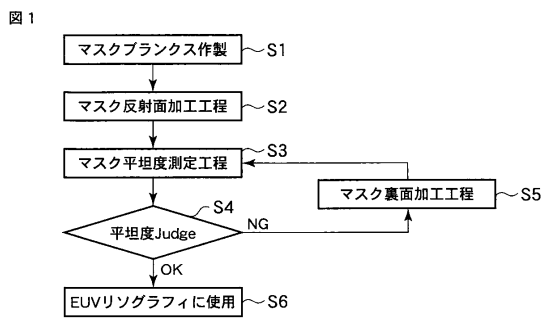 図1
マスクブランクス作製 S1
マスク反射面加工工程 S2
マスク平坦度測定工程 S3
マスク裏面加工工程 S5
平坦度Judge S4
NG
OK
EUVリソグラフィに使用 S6